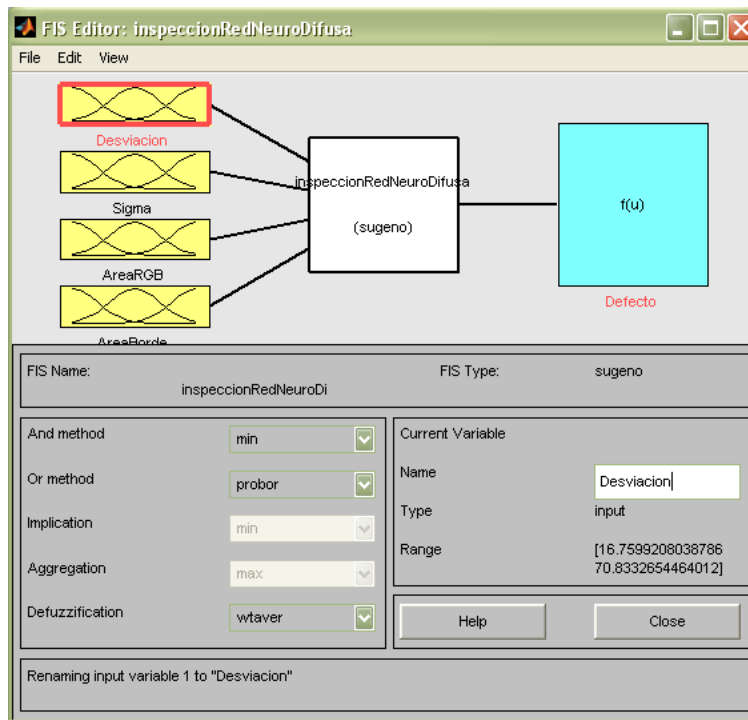 FIS Editor: inspeccionRedNeuroDifusa
File Edit View
Desviacion
Sigma
AreaRGB
AreaBorde
inspeccionRedNeuroDifusa
(sugeno)
f(u)
Defecto
FIS Name:
inspeccionRedNeuroDi
FIS Type:
sugeno
And method
min
Or method
probor
Implication
min
Aggregation
max
Defuzzification
wtaver
Current Variable
Name
Desviacion
Type
input
Range
[16.7599208038786
70.8332654464012]
Help
Close
Renaming input variable 1 to "Desviacion"